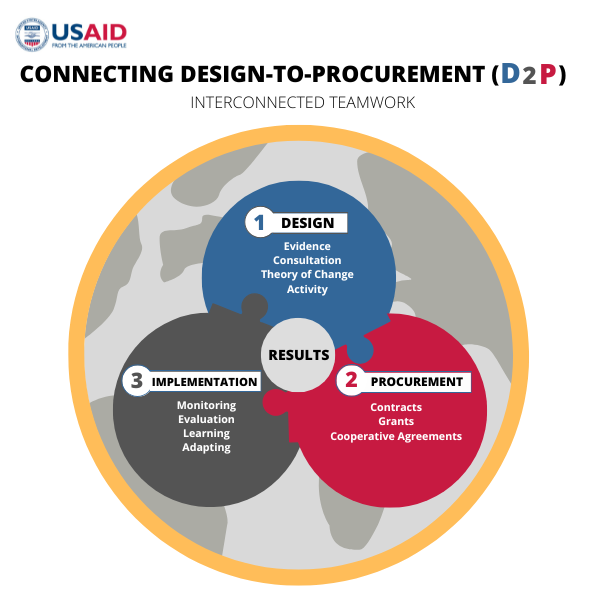 USAID
FROM THE AMERICAN PEOPLE
CONNECTING DESIGN-TO-PROCUREMENT (D2P)
INTERCONNECTED TEAMWORK
1 DESIGN
Evidence
Consultation
Theory of Change
Activity
RESULTS
2 PROCUREMENT
Contracts
Grants
Cooperative Agreements
3 IMPLEMENTATION
Monitoring
Evaluation
Learning
Adapting